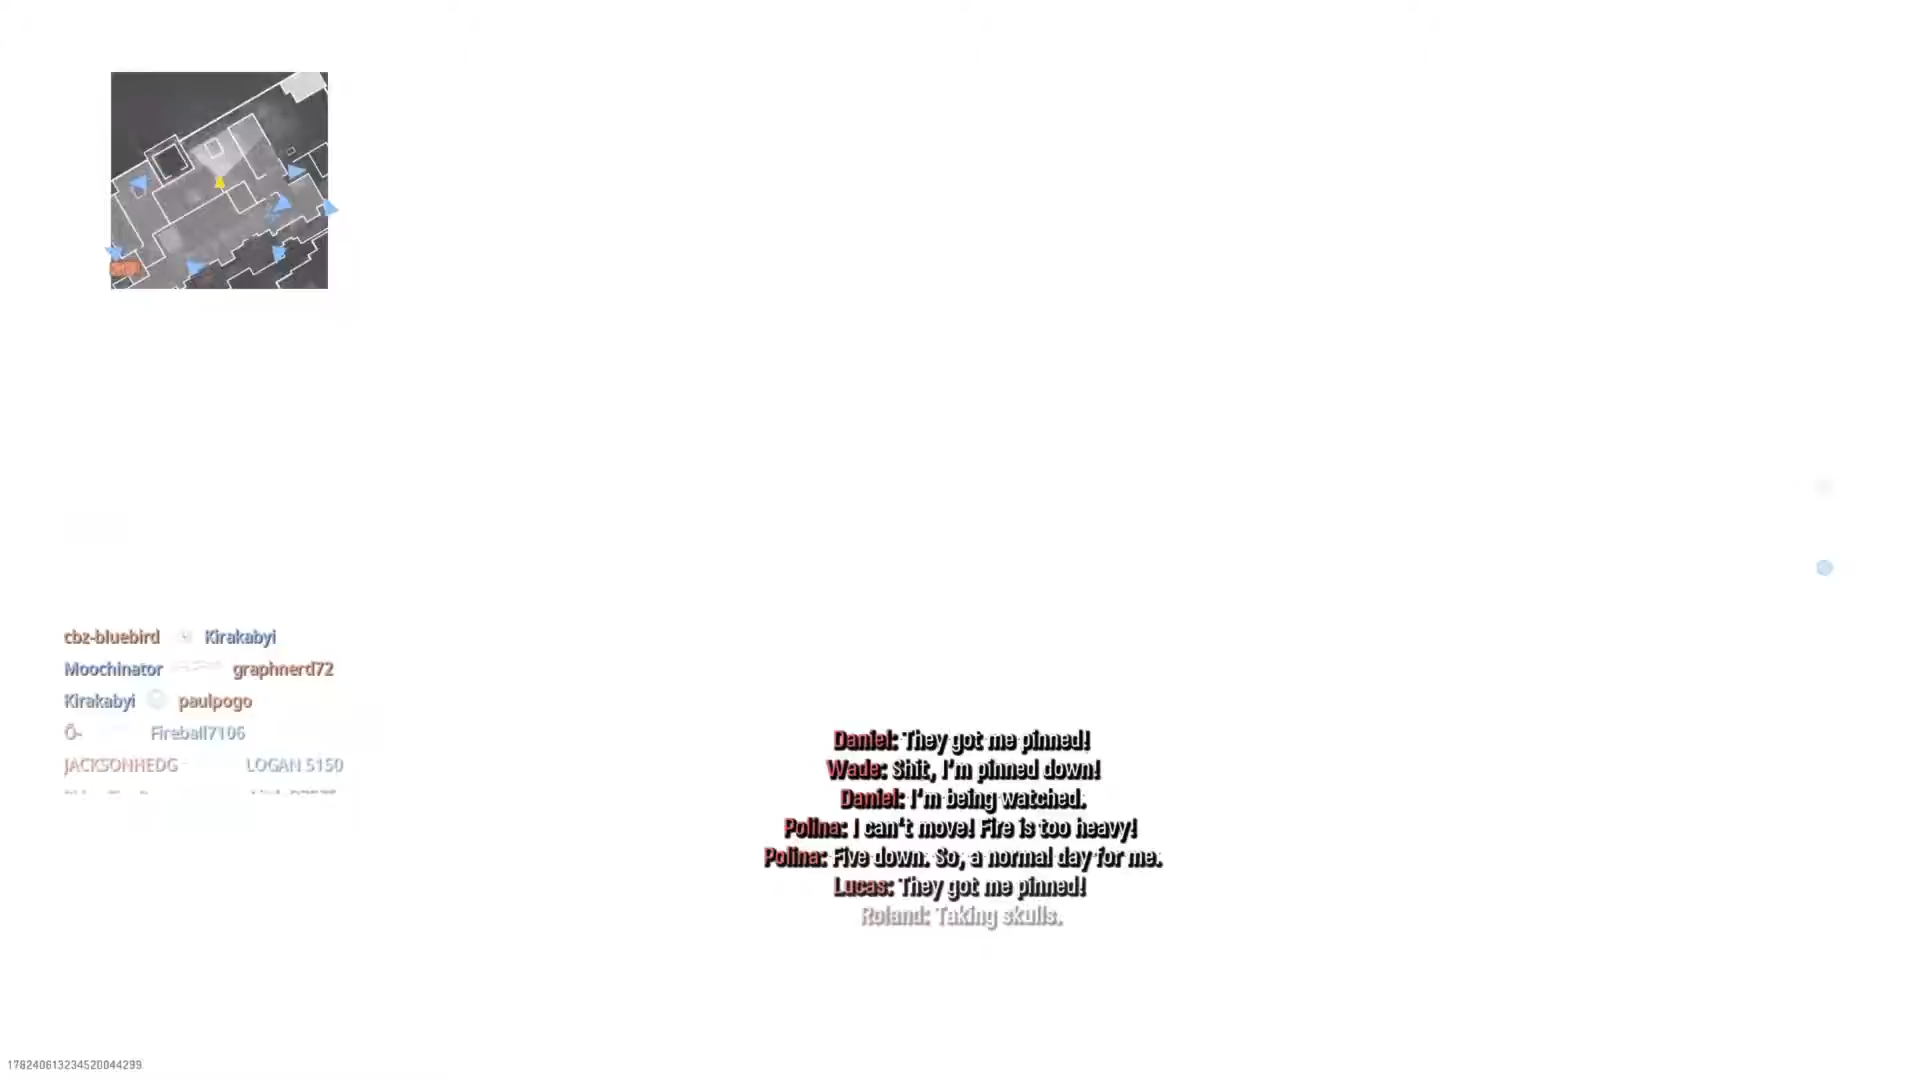 cbz-bluebird Kirakabyi
Moochinator graphnerd72
Kirakabyi paulpogo
Ō- Fireball7106
JACKSONHEDG LOGAN 5150
Daniel: They got me pinned!
Wade: Shit, I'm pinned down!
Daniel: I'm being watched.
Polina: I can't move! Fire is too heavy!
Polina: Five down. So, a normal day for me.
Lucas: They got me pinned!
Roland: Taking skulls.
178240613234520044299